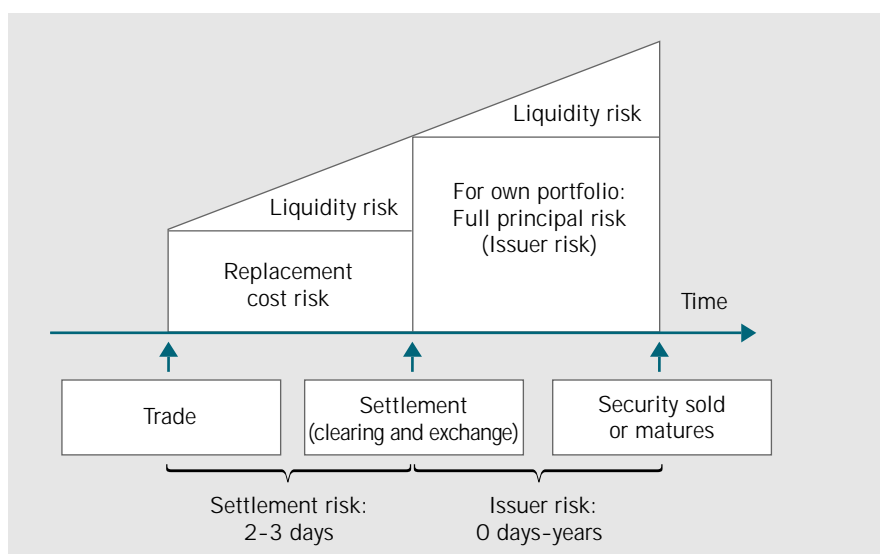 Liquidity risk
For own portfolio:
Full principal risk
(Issuer risk)
Liquidity risk
Replacement
cost risk
Time
Trade
Settlement
(clearing and exchange)
Security sold
or matures
Settlement risk:
2-3 days
Issuer risk:
0 days-years